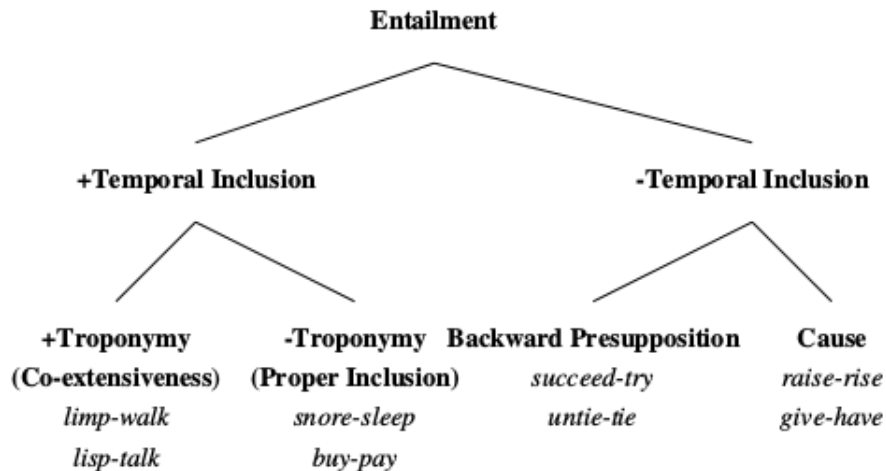 Entailment
+Temporal Inclusion -Temporal Inclusion
+Troponymy -Troponymy Backward Presupposition Cause
(Co-extensiveness) (Proper Inclusion) succeed-try raise-rise
limp-walk snore-sleep untie-tie give-have
lisp-talk buy-pay